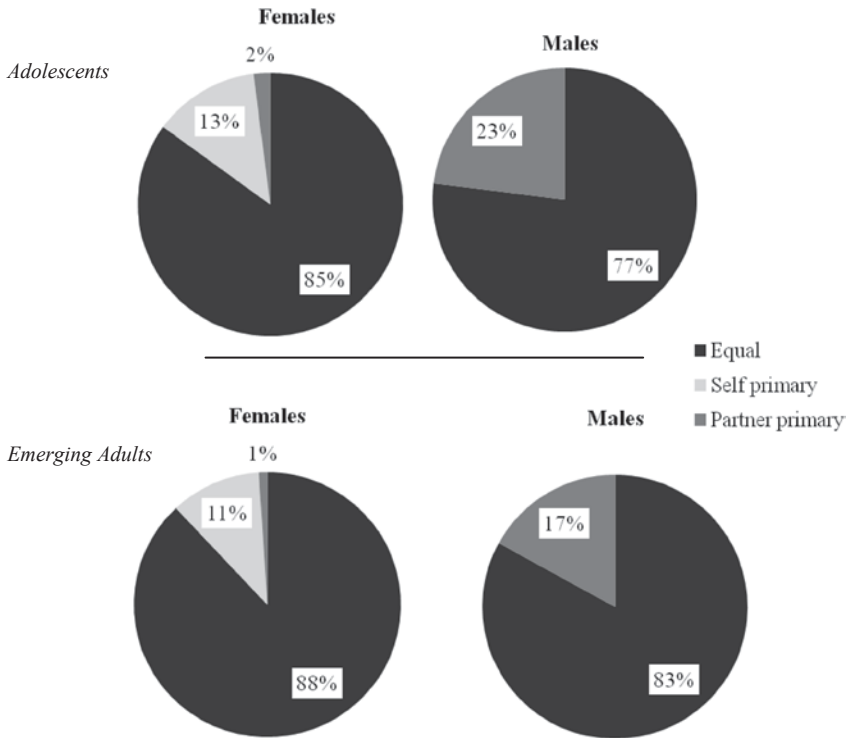 Females
Males
Adolescents
2%
13%
23%
85%
77%
Equal
Self primary
Partner primary
Females
Males
Emerging Adults
1%
11%
17%
88%
83%